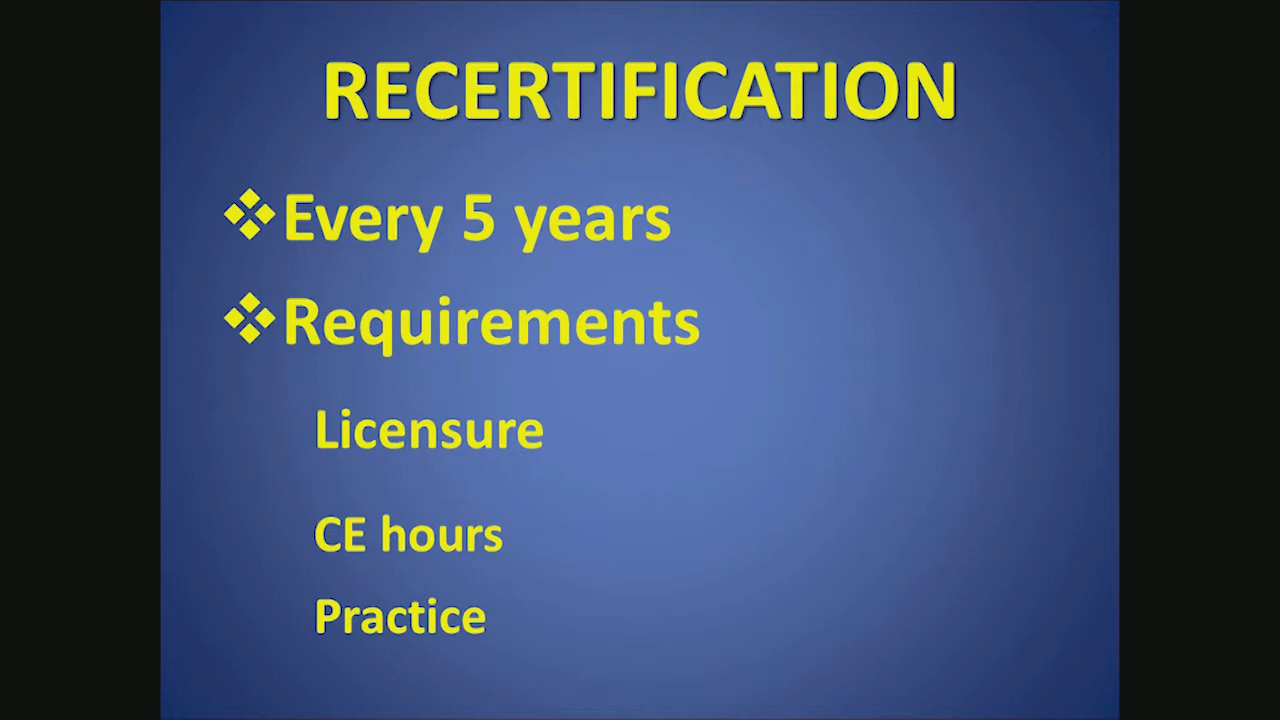 RECERTIFICATION
❖Every 5 years
❖Requirements
Licensure
CE hours
Practice